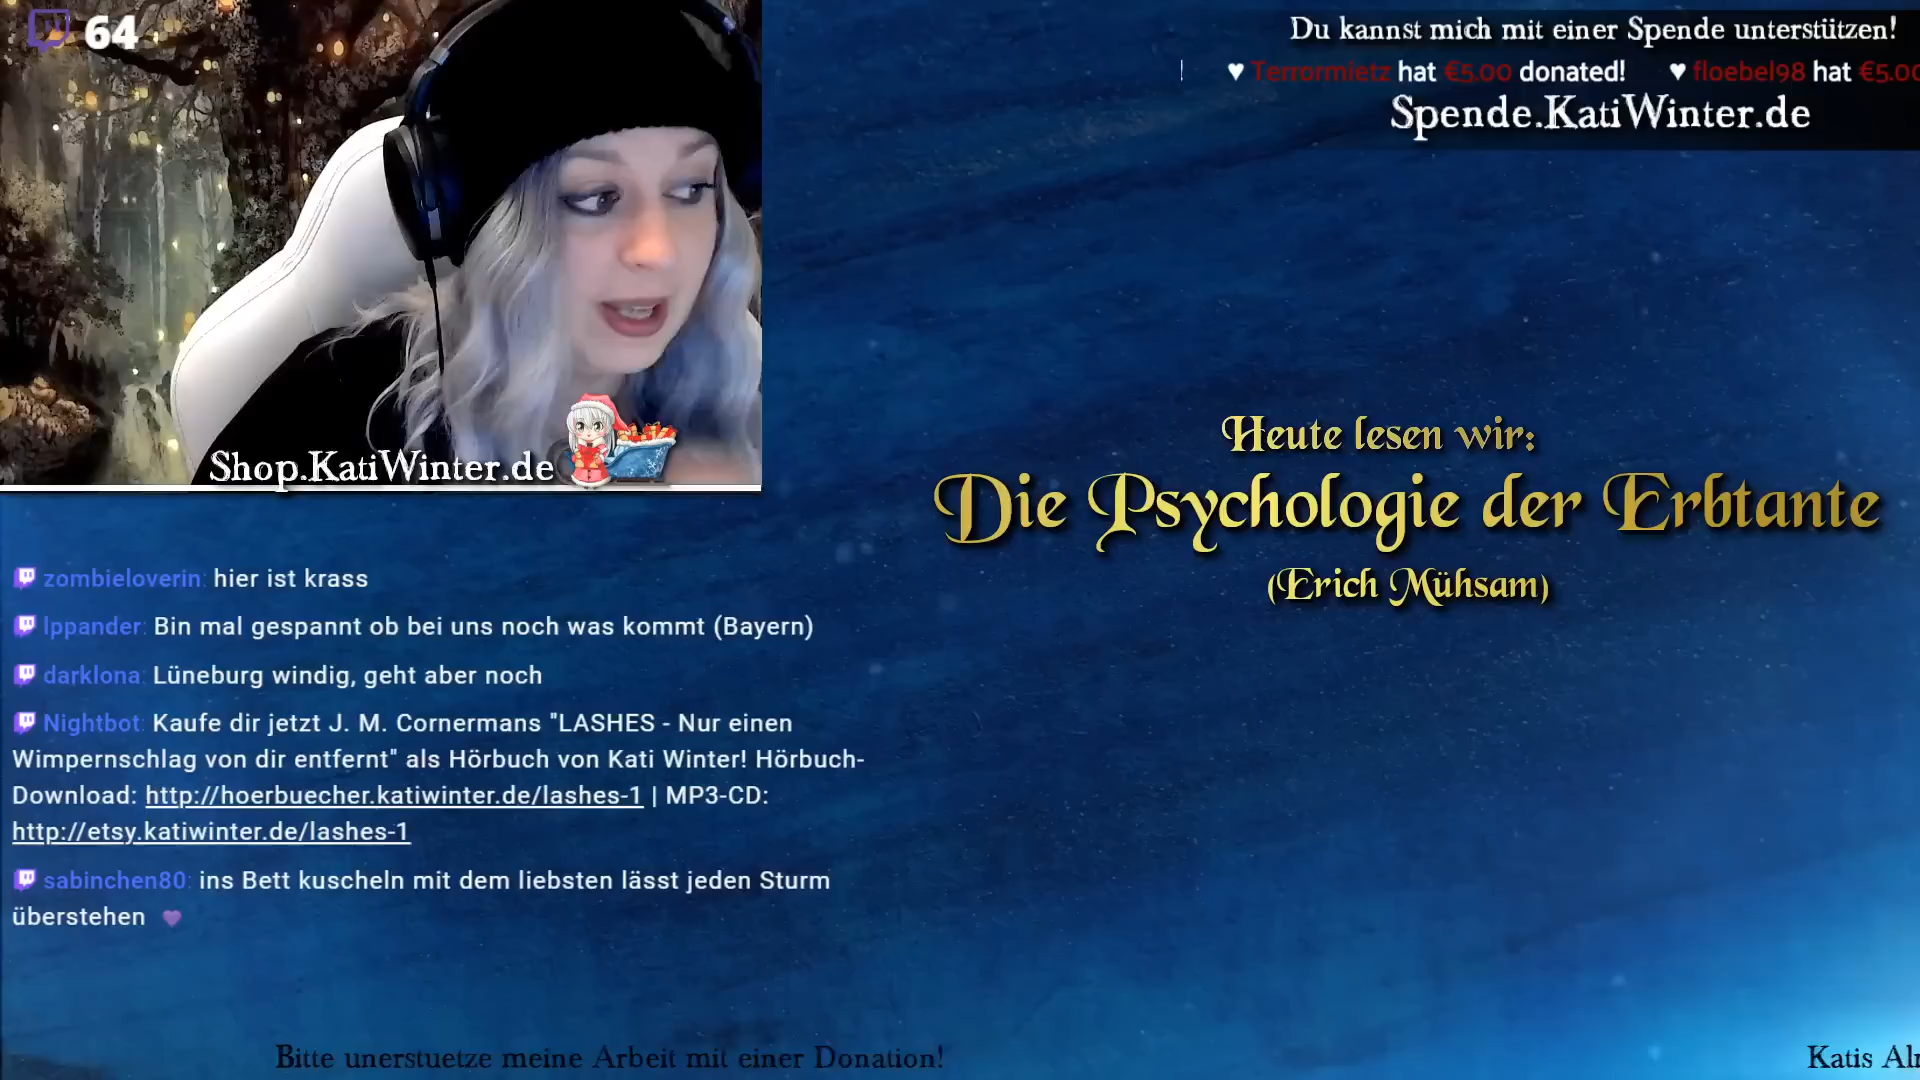 64
Du kannst mich mit einer Spende unterstützen!
! ♥ Terrormietz hat €5.00 donated! ♥ floebel98 hat €5.00
Spende.KatiWinter.de
Shop.KatiWinter.de
Heute lesen wir:
Die Psychologie der Erbtante
(Erich Mühsam)
zombieloverin: hier ist krass
lppander: Bin mal gespannt ob bei uns noch was kommt (Bayern)
darklona: Lüneburg windig, geht aber noch
Nightbot: Kaufe dir jetzt J. M. Cornermans "LASHES - Nur einen
Wimpernschlag von dir entfernt" als Hörbuch von Kati Winter! Hörbuch-
Download: http://hoerbuecher.katiwinter.de/lashes-1 | MP3-CD:
http://etsy.katiwinter.de/lashes-1
sabinchen80: ins Bett kuscheln mit dem liebsten lässt jeden Sturm
überstehen 💜
Bitte unerstuetze meine Arbeit mit einer Donation!
Katis